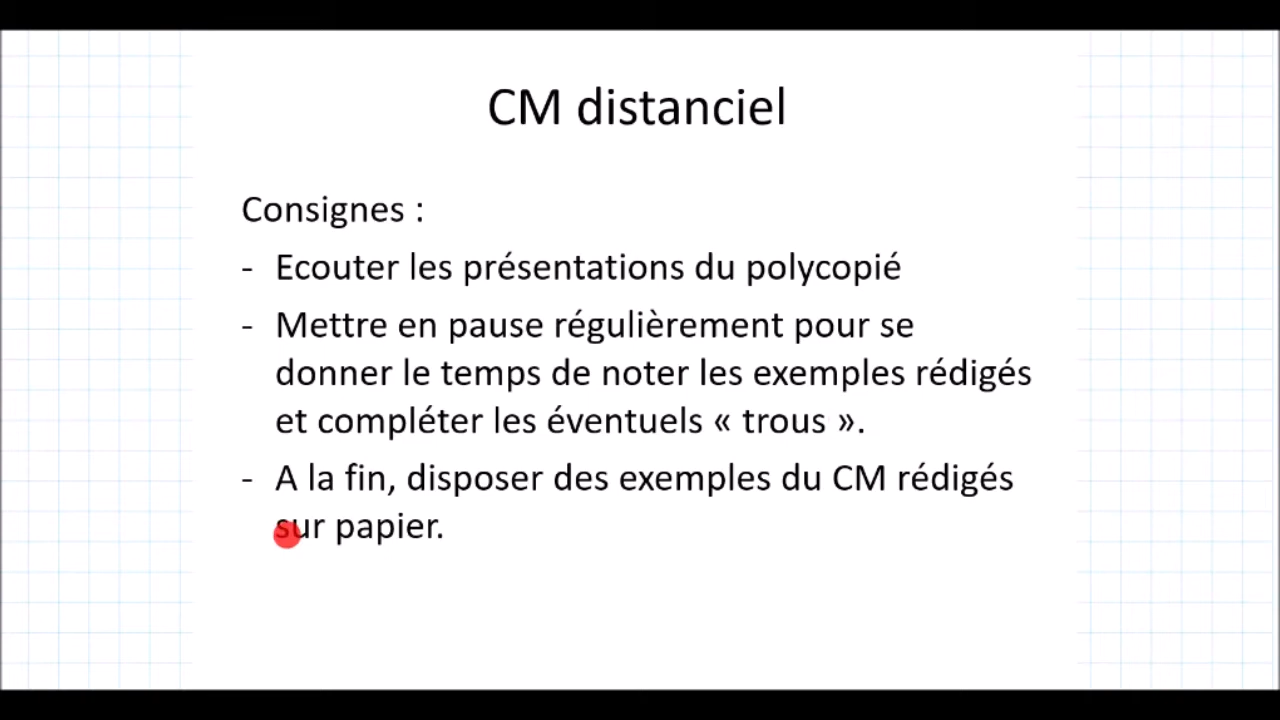 CM distanciel
Consignes :
- Ecouter les présentations du polycopié
- Mettre en pause régulièrement pour se
donner le temps de noter les exemples rédigés
et compléter les éventuels « trous ».
- A la fin, disposer des exemples du CM rédigés
sur papier.